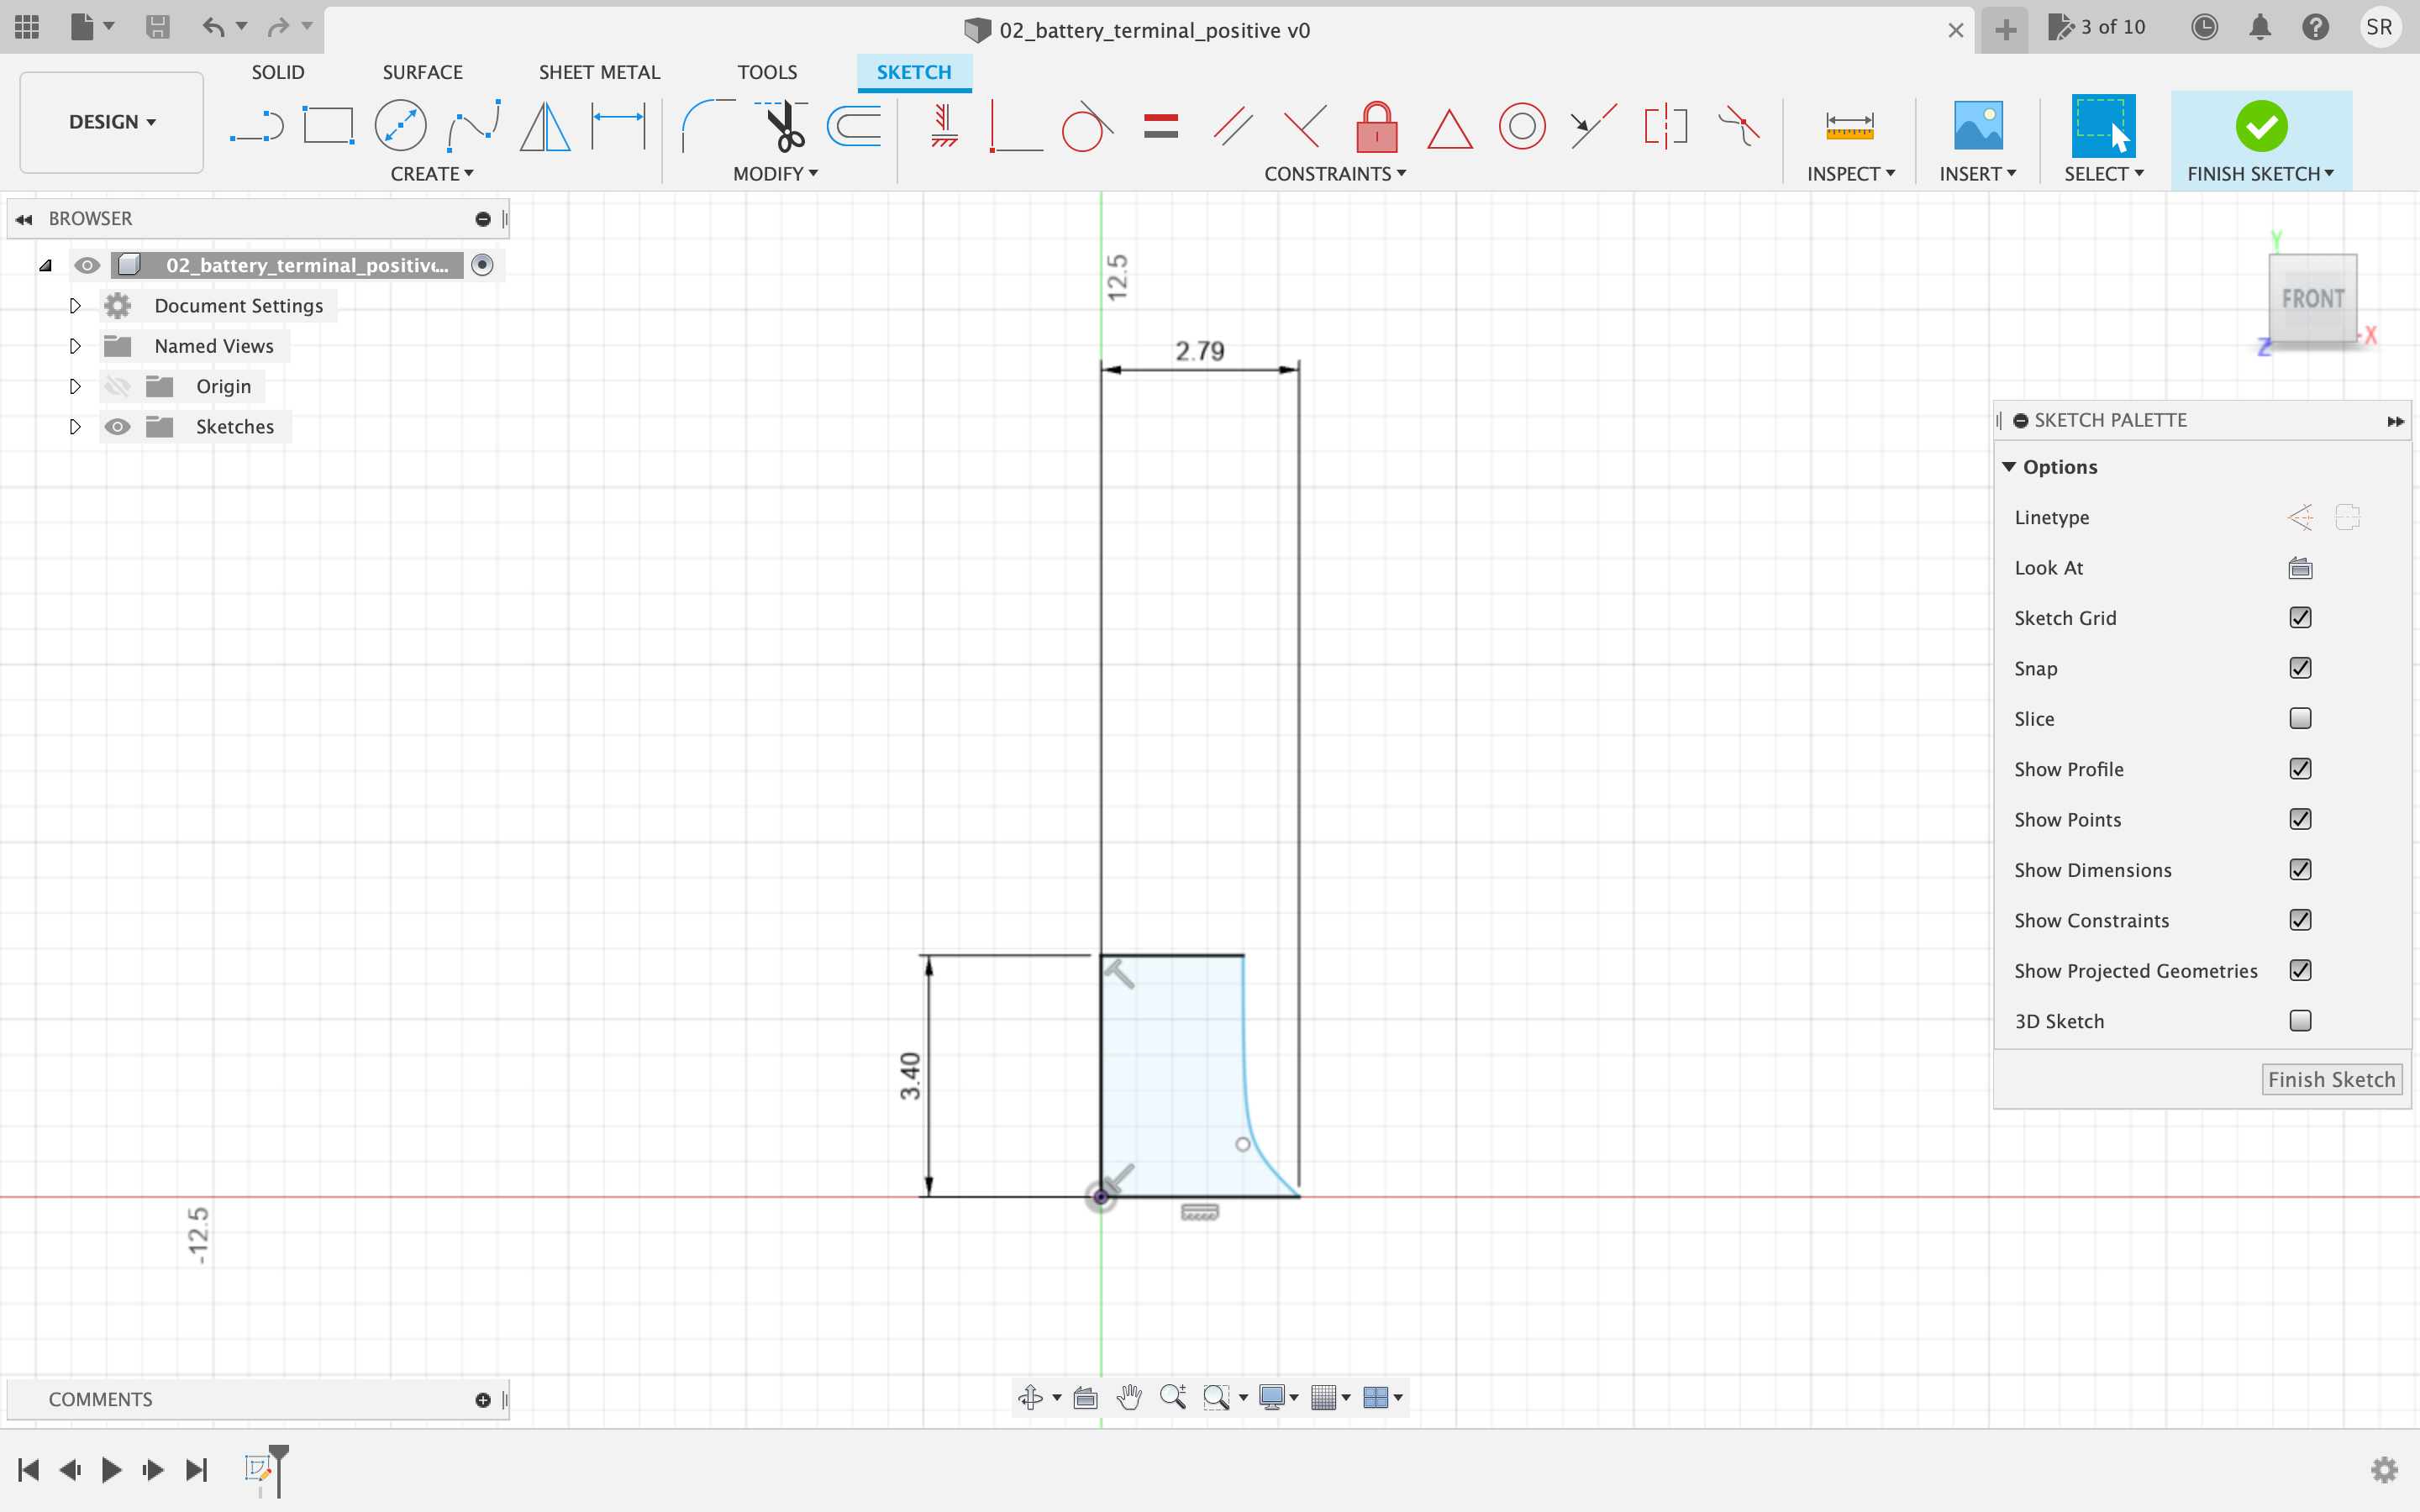 02_battery_terminal_positive v0
3 of 10
SR
DESIGN
SOLID
SURFACE
SHEET METAL
TOOLS
SKETCH
CREATE
MODIFY
CONSTRAINTS
INSPECT
INSERT
SELECT
FINISH SKETCH
BROWSER
02_battery_terminal_positiv...
Document Settings
Named Views
Origin
Sketches
12.5
2.79
3.40
-12.5
Y
FRONT
Z
-X
SKETCH PALETTE
Options
Linetype
Look At
Sketch Grid
Snap
Slice
Show Profile
Show Points
Show Dimensions
Show Constraints
Show Projected Geometries
3D Sketch
Finish Sketch
COMMENTS